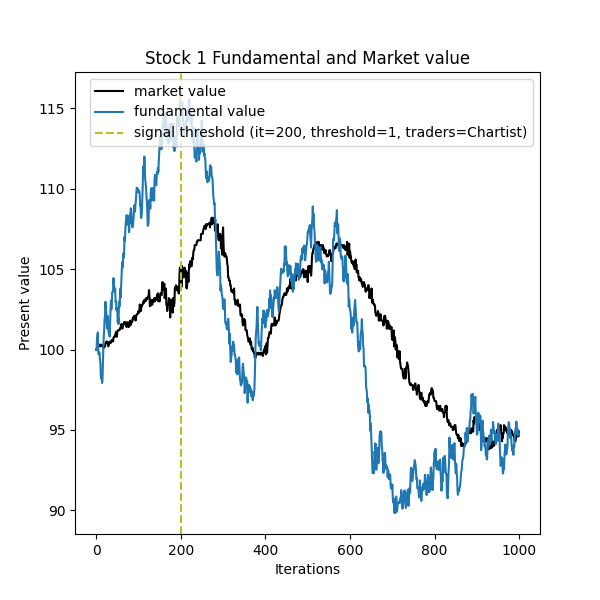 Stock 1 Fundamental and Market value
market value
fundamental value
signal threshold (it=200, threshold=1, traders=Chartist)
115
110
105
100
95
90
Present value
0 200 400 600 800 1000
Iterations